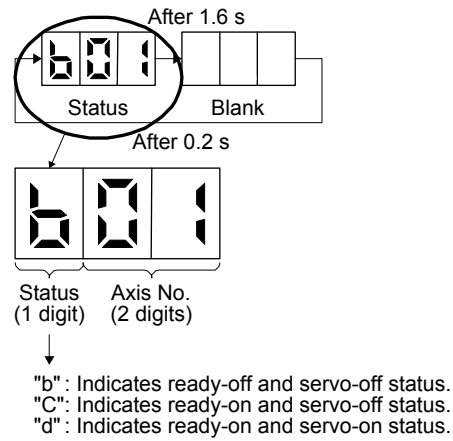 After 1.6 s
b01
Status
Blank
After 0.2 s
b01
Status
(1 digit)
Axis No.
(2 digits)
"b" : Indicates ready-off and servo-off status.
"C": Indicates ready-on and servo-off status.
"d" : Indicates ready-on and servo-on status.